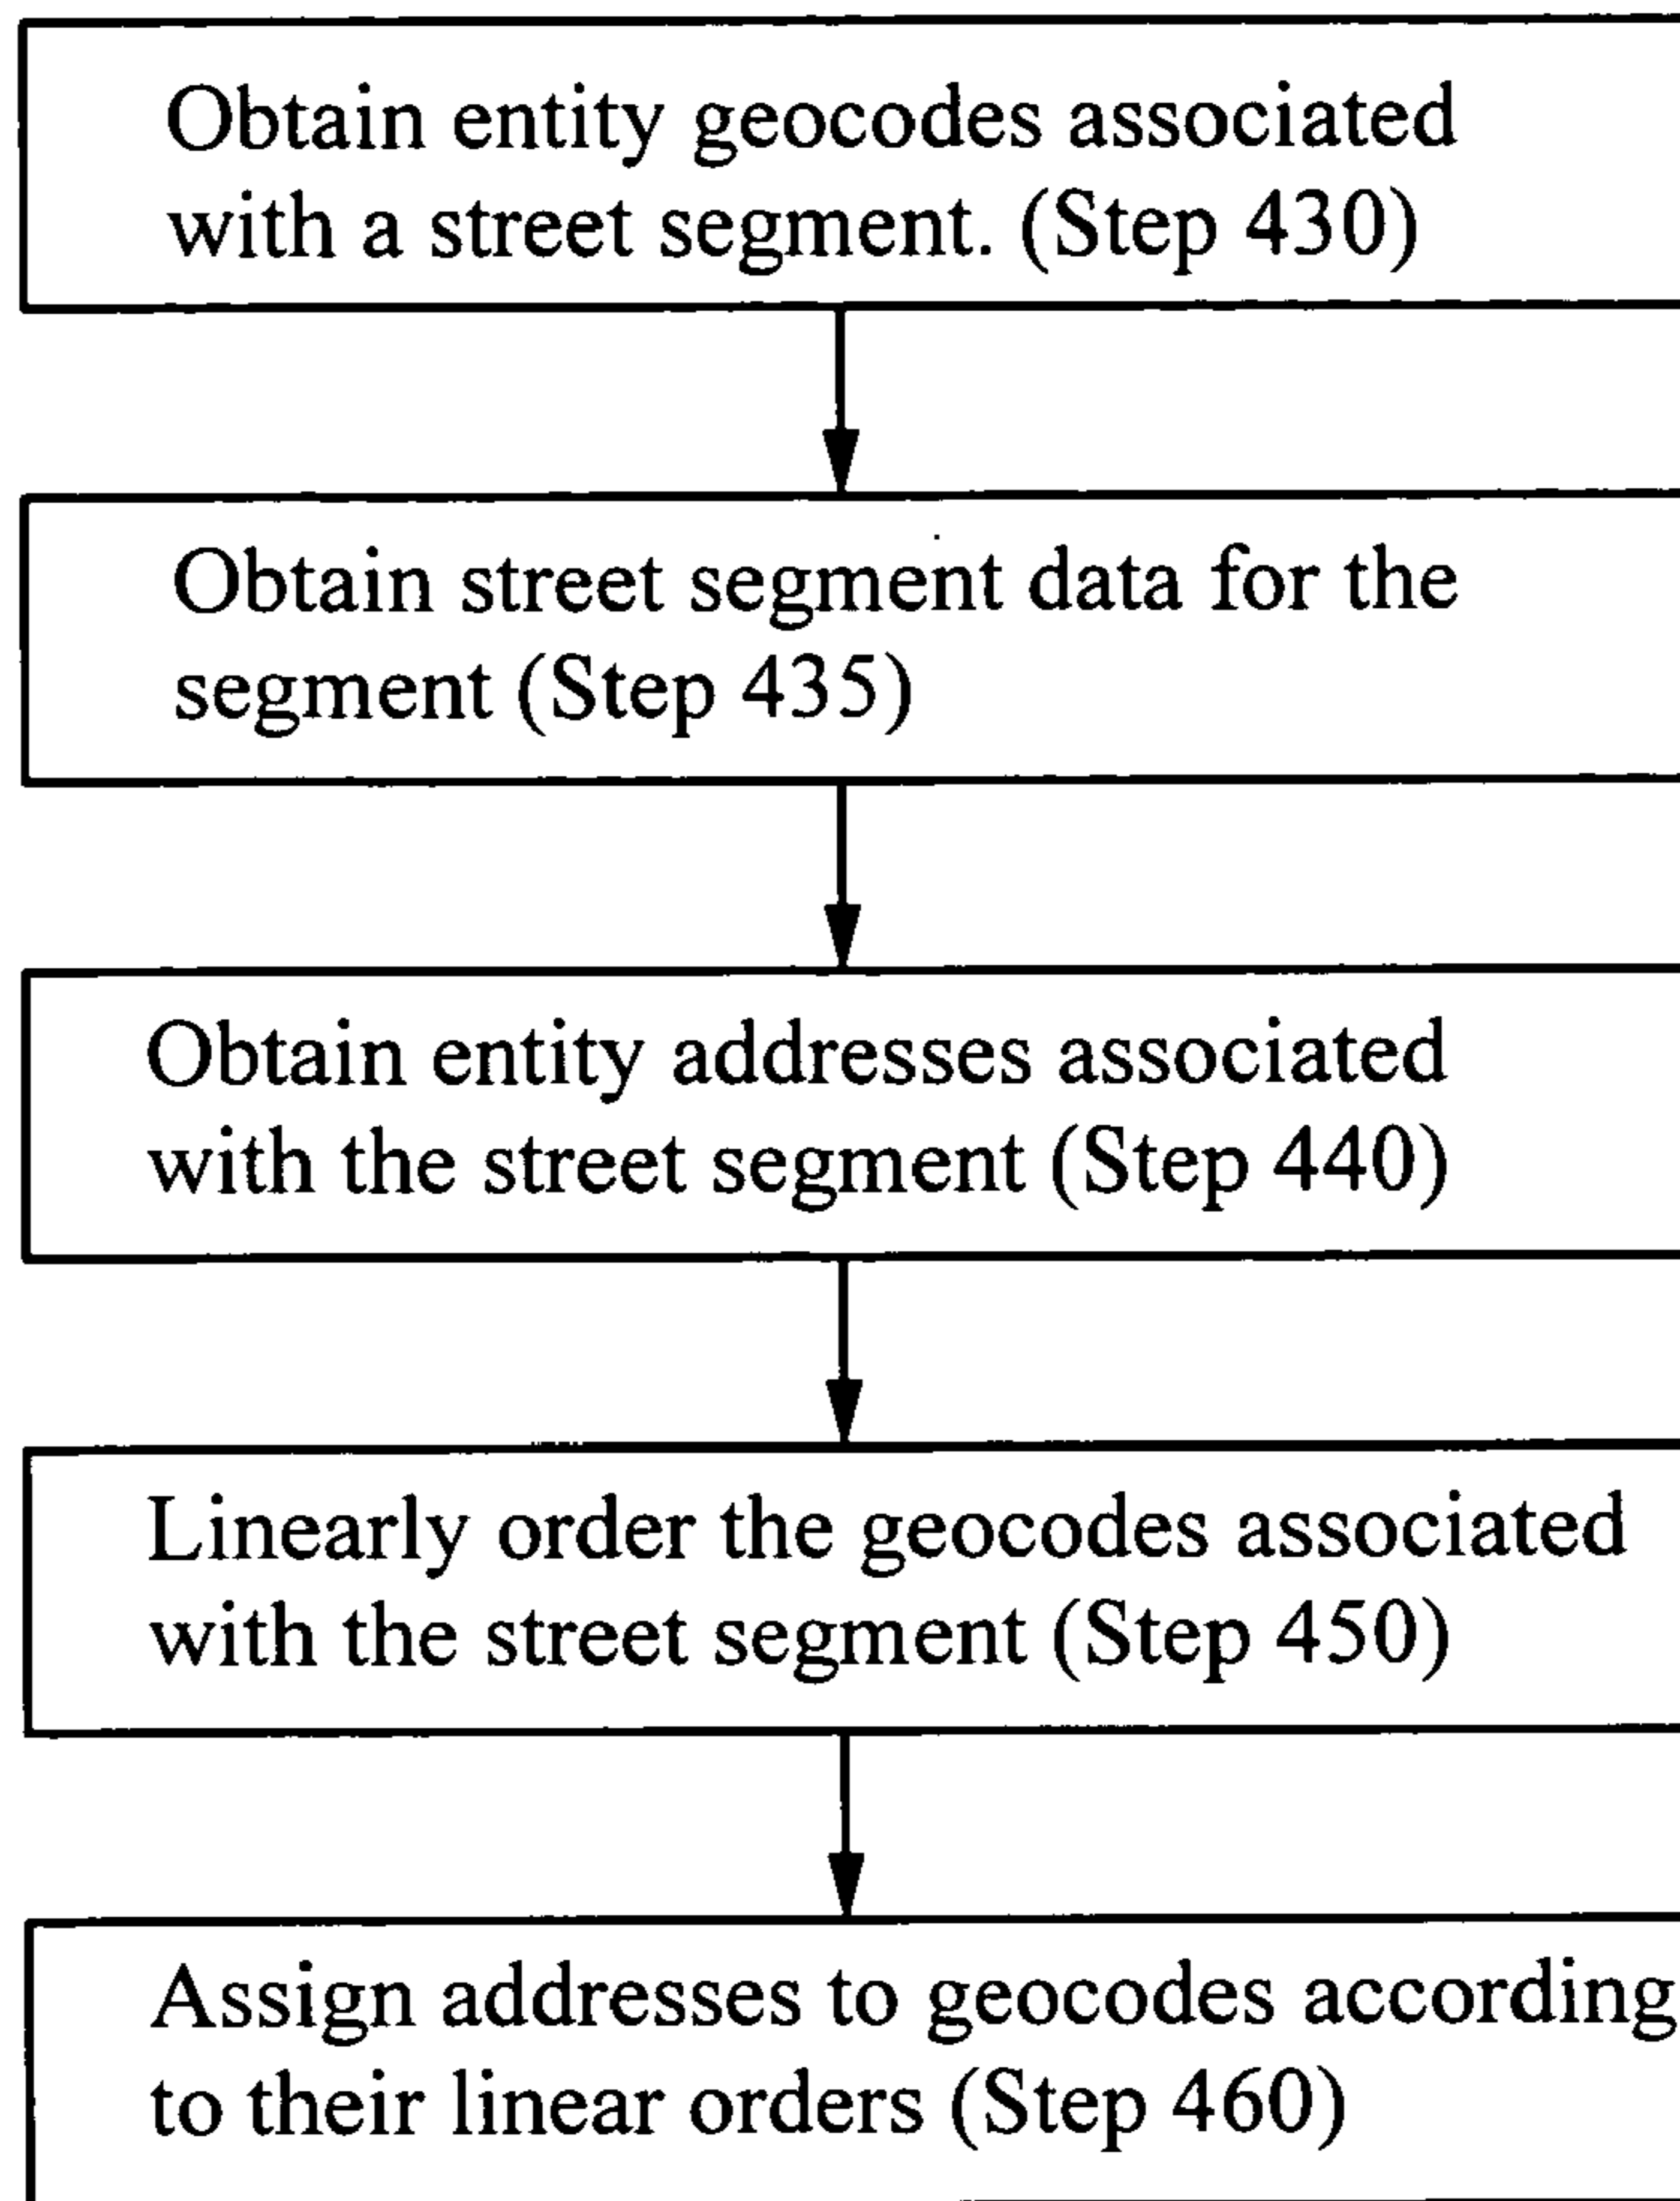 Obtain entity geocodes associated
with a street segment. (Step 430)
Obtain street segment data for the
segment (Step 435)
Obtain entity addresses associated
with the street segment (Step 440)
Linearly order the geocodes associated
with the street segment (Step 450)
Assign addresses to geocodes according
to their linear orders (Step 460)